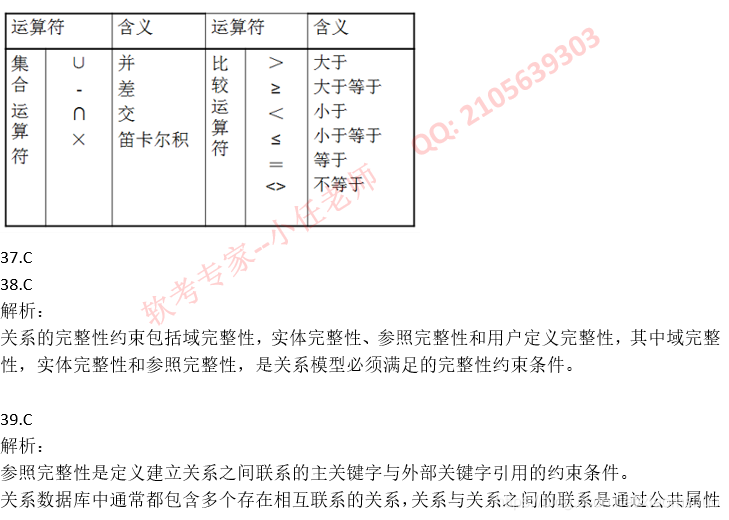 运算符 含义 运算符 含义
集合运算符 ∪ 并 比较运算符 > 大于
- 差 ≥ 大于等于
∩ 交 < 小于
× 笛卡尔积 ≤ 小于等于
= 等于
<> 不等于
软考专家--小任老师 QQ: 2105639303
37.C
38.C
解析：
关系的完整性约束包括域完整性，实体完整性、参照完整性和用户定义完整性，其中域完整
性，实体完整性和参照完整性，是关系模型必须满足的完整性约束条件。
39.C
解析：
参照完整性是定义建立关系之间联系的主关键字与外部关键字引用的约束条件。
关系数据库中通常都包含多个存在相互联系的关系，关系与关系之间的联系是通过公共属性